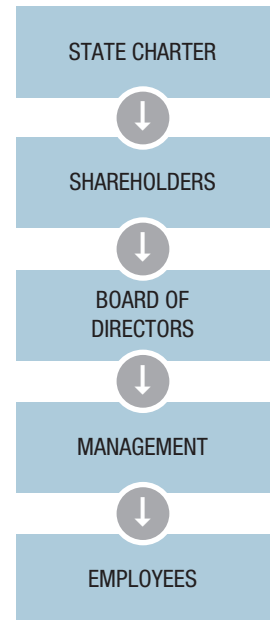 STATE CHARTER
SHAREHOLDERS
BOARD OF
DIRECTORS
MANAGEMENT
EMPLOYEES